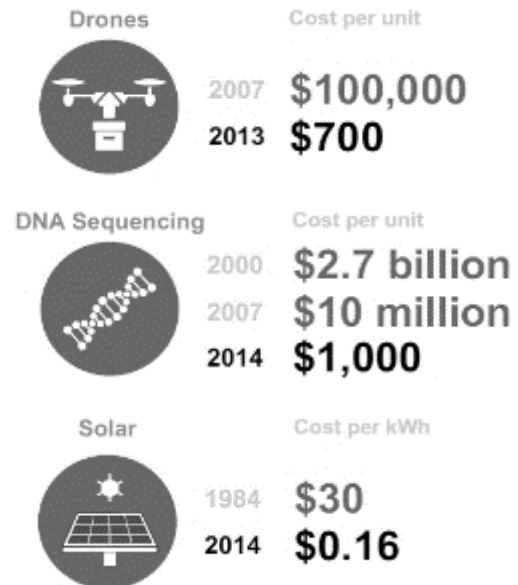 Drones Cost per unit
2007 $100,000
2013 $700
DNA Sequencing Cost per unit
2000 $2.7 billion
2007 $10 million
2014 $1,000
Solar Cost per kWh
1984 $30
2014 $0.16